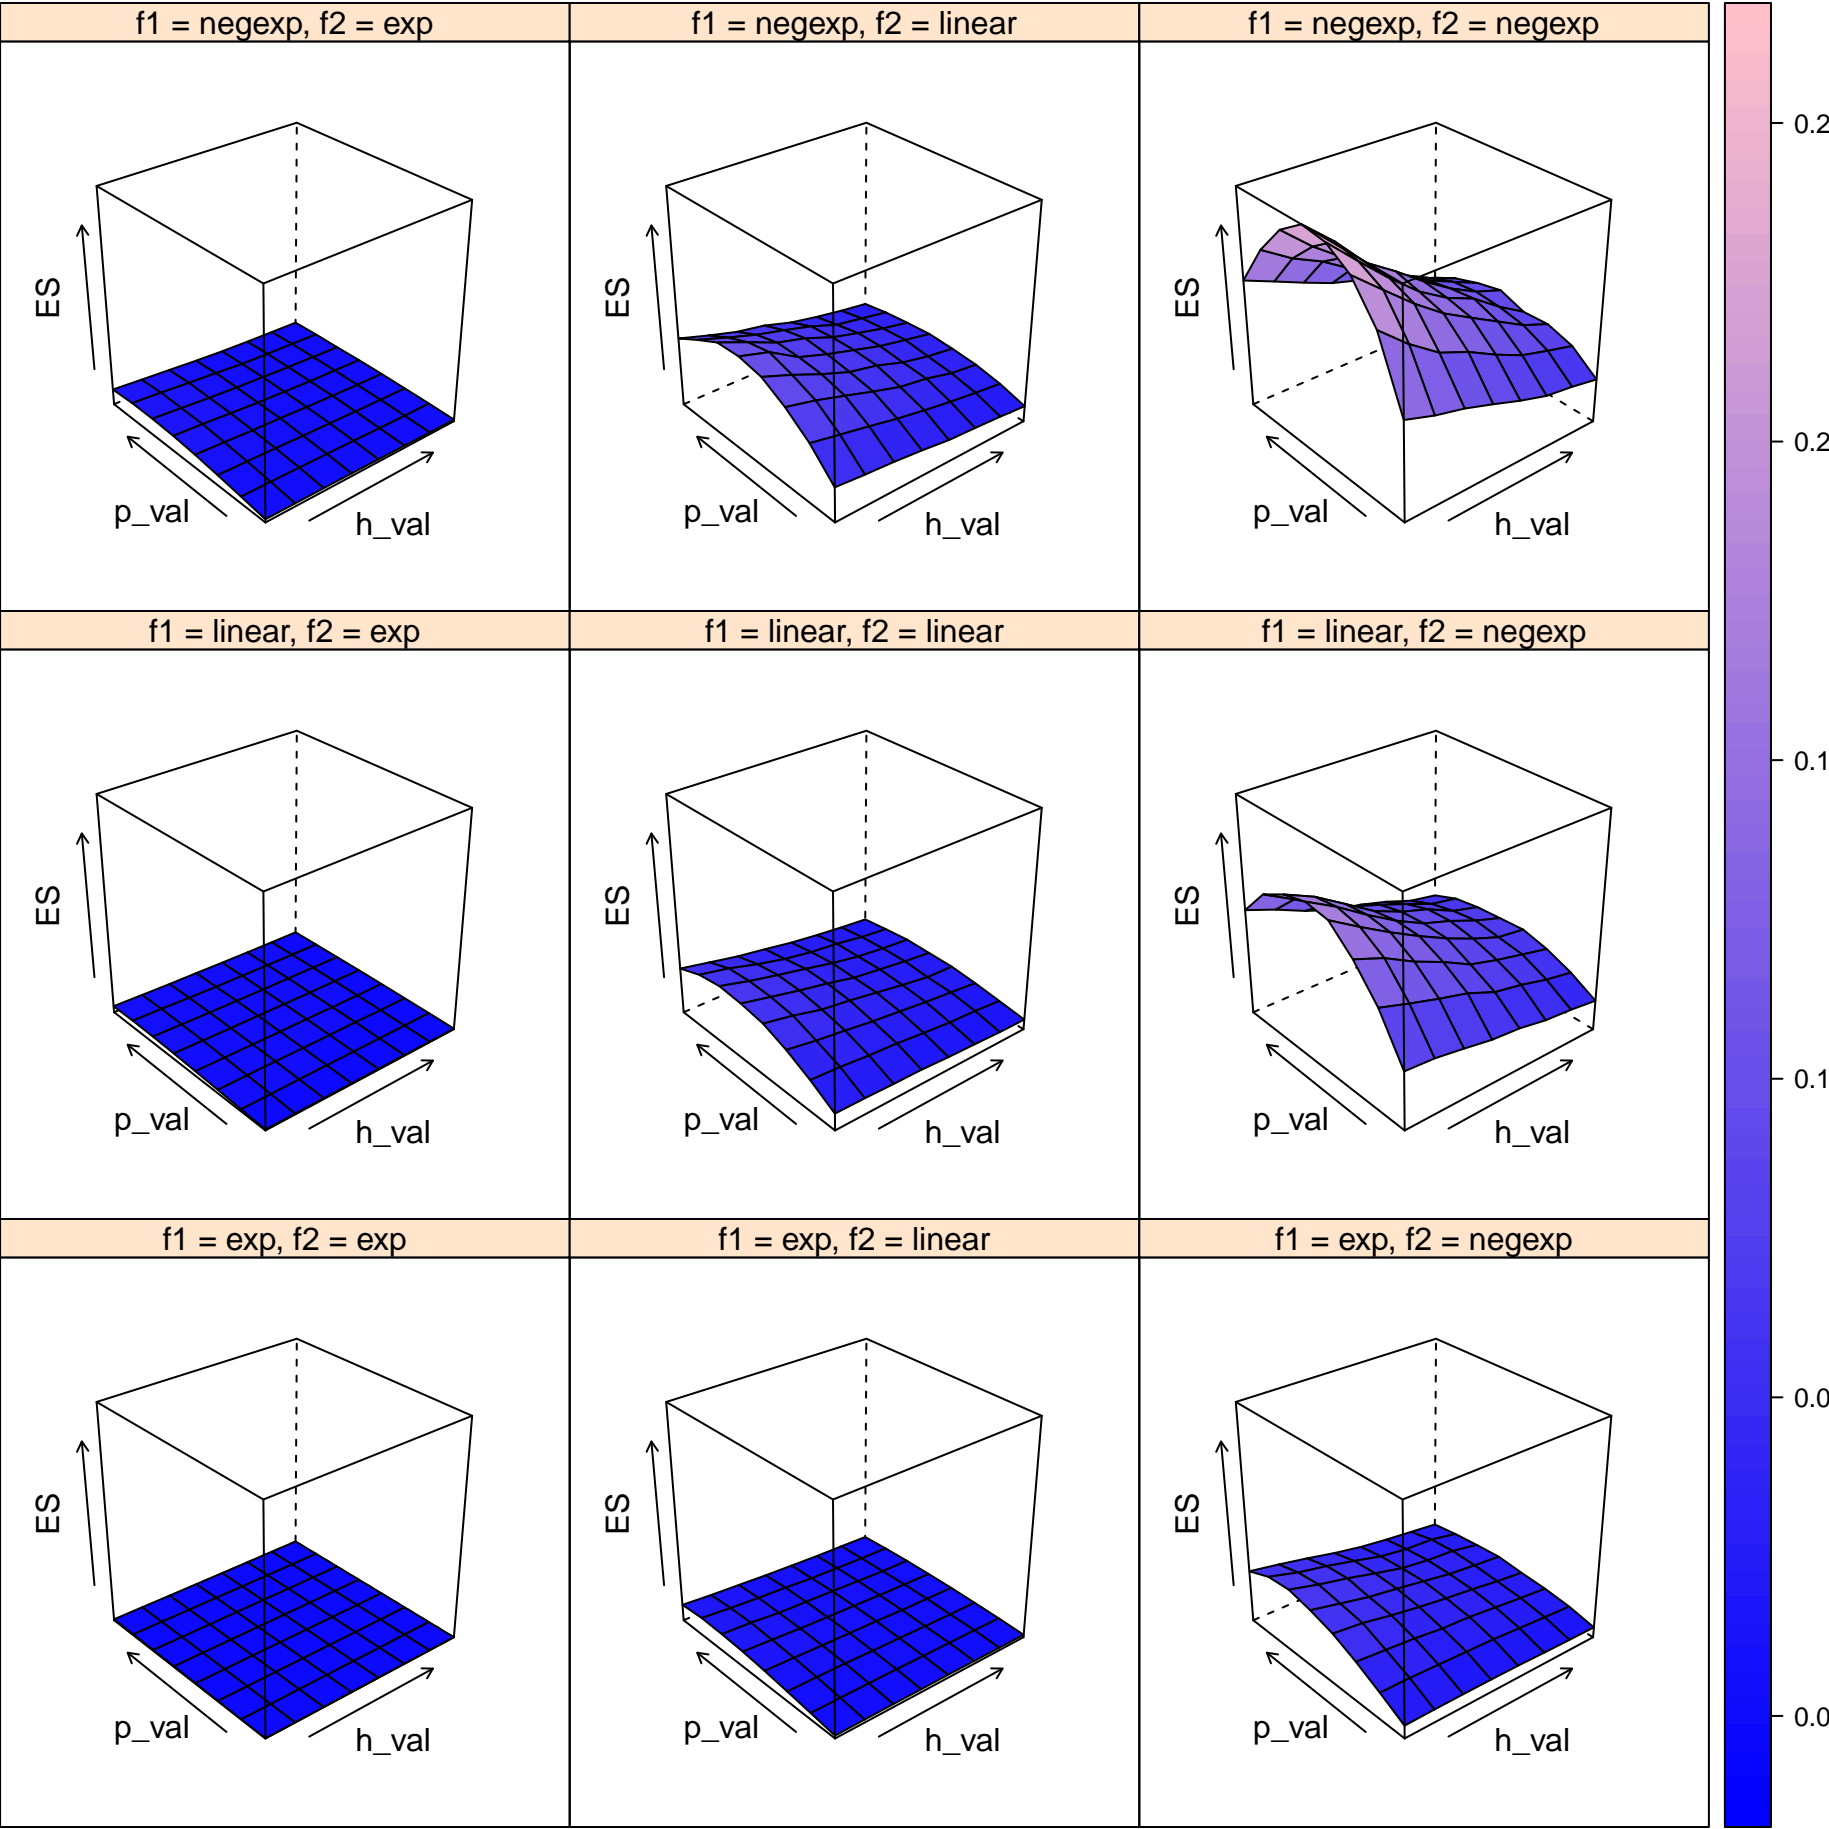 f1 = negexp, f2 = exp
f1 = negexp, f2 = linear
f1 = negexp, f2 = negexp
ES
p_val
h_val
ES
p_val
h_val
ES
p_val
h_val
f1 = linear, f2 = exp
f1 = linear, f2 = linear
f1 = linear, f2 = negexp
ES
p_val
h_val
ES
p_val
h_val
ES
p_val
h_val
f1 = exp, f2 = exp
f1 = exp, f2 = linear
f1 = exp, f2 = negexp
ES
p_val
h_val
ES
p_val
h_val
ES
p_val
h_val
0.2
0.2
0.1
0.1
0.0
0.0